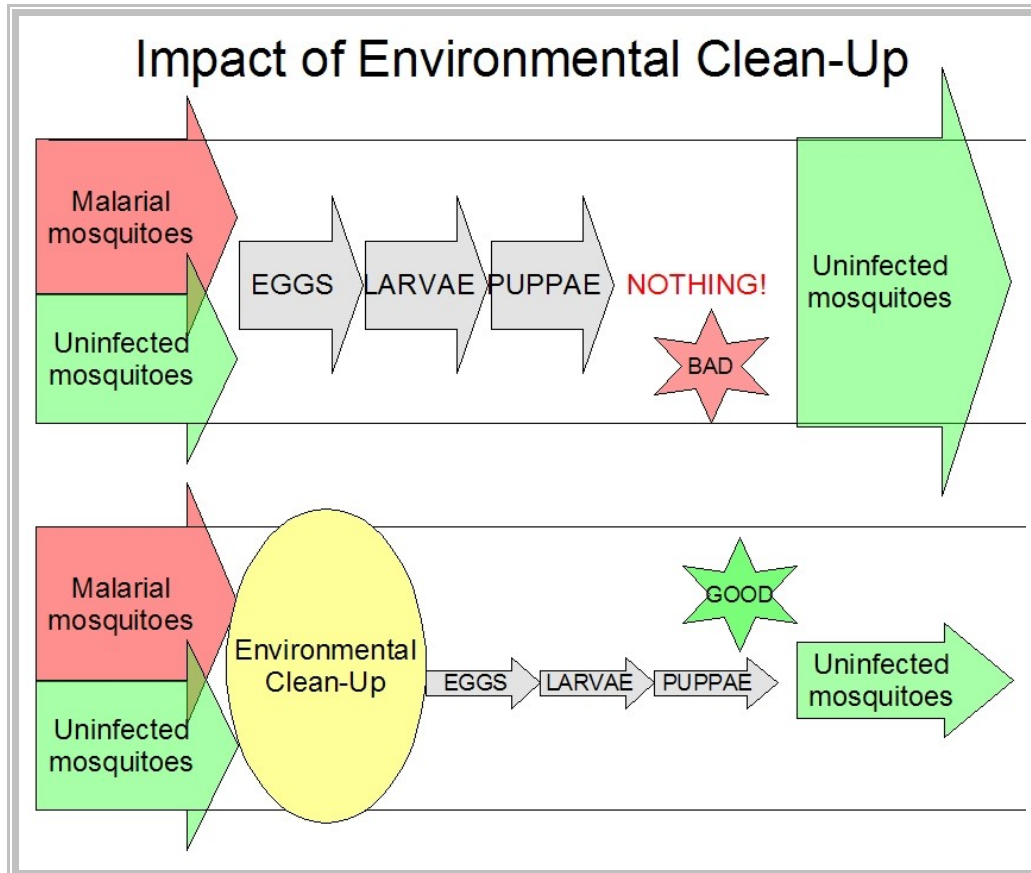 Impact of Environmental Clean-Up
Malarial
mosquitoes
Uninfected
mosquitoes
EGGS
LARVAE
PUPPAE
NOTHING!
BAD
Uninfected
mosquitoes
Malarial
mosquitoes
Uninfected
mosquitoes
Environmental
Clean-Up
EGGS
LARVAE
PUPPAE
GOOD
Uninfected
mosquitoes